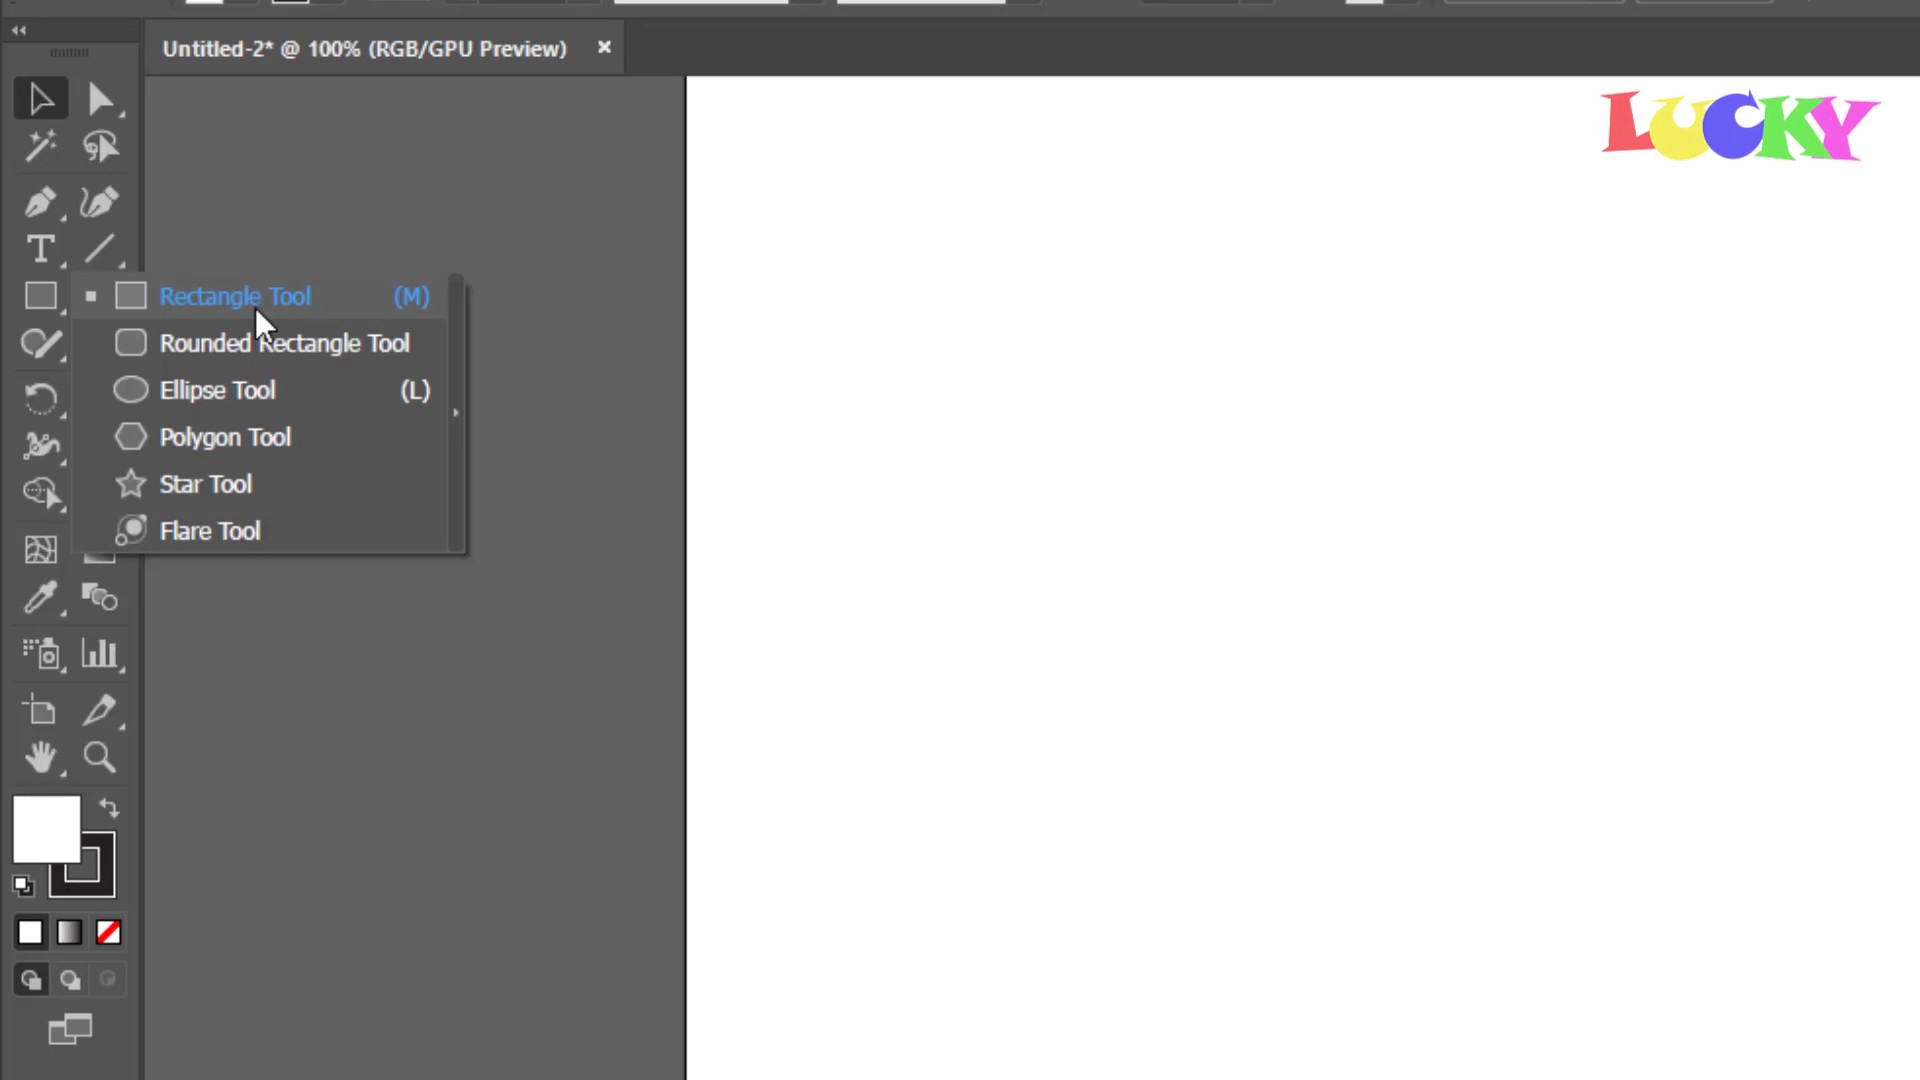 Untitled-2* @ 100% (RGB/GPU Preview) ×
LUCKY
Rectangle Tool (M)
Rounded Rectangle Tool
Ellipse Tool (L)
Polygon Tool
Star Tool
Flare Tool